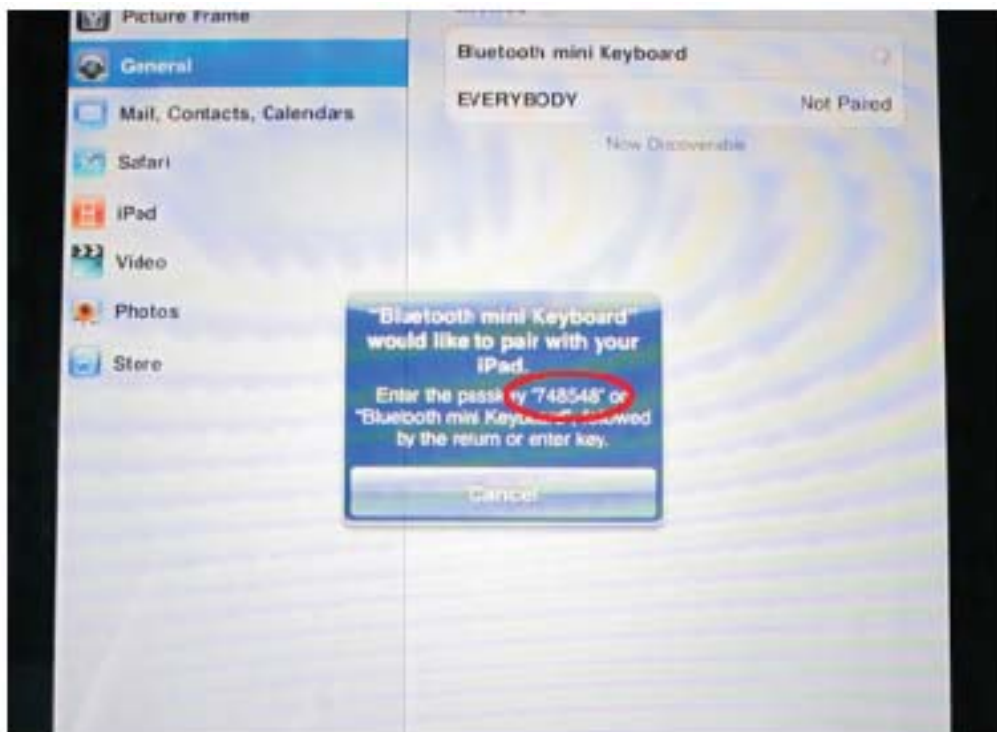 Picture Frame
General
Mail, Contacts, Calendars
Safari
iPad
Video
Photos
Store
Bluetooth mini Keyboard
EVERYBODY Not Paired
Now Discoverable
"Bluetooth mini Keyboard"
would like to pair with your
iPad.
Enter the passkey "748548" on
"Bluetooth mini Keyboard", followed
by the return or enter key.
Cancel